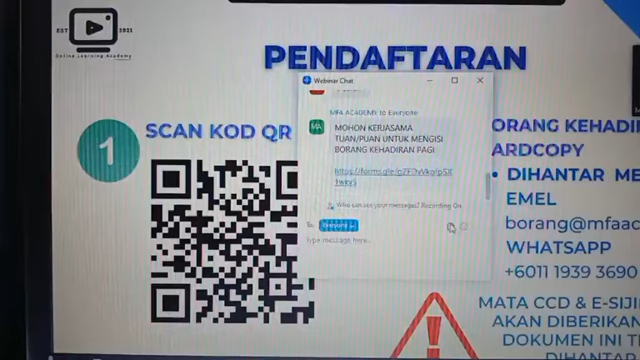 EST 2021
Online Learning Academy
PENDAFTARAN
1
SCAN KOD QR
Webinar Chat
MFA ACADEMY to Everyone
MA
MOHON KERJASAMA
TUAN/PUAN UNTUK MENGISI
BORANG KEHADIRAN PAGI
Who can see your messages? Recording On
To: Everyone
Type message here...
ORANG KEHADI
ARDCOPY
• DIHANTAR ME
EMEL
borang@mfaac
WHATSAPP
+6011 1939 3690
MATA CCD & E-SIJI
AKAN DIBERIKAN
DOKUMEN INI T
DIHANTAR